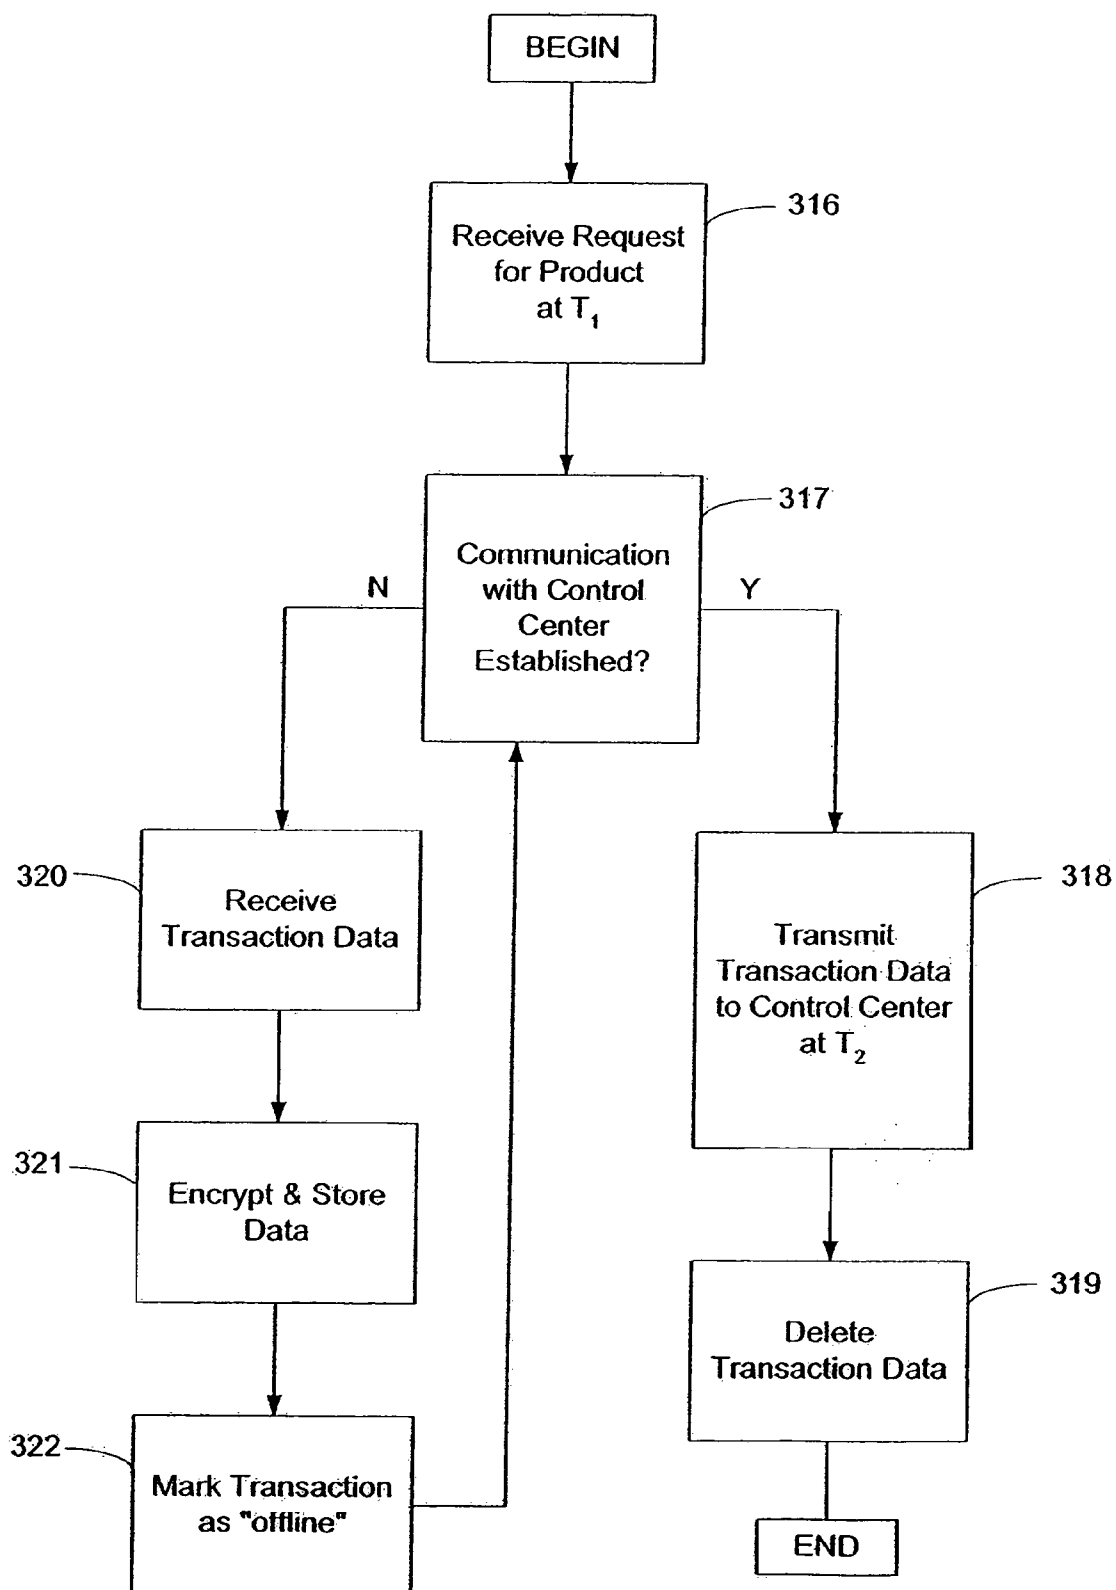 BEGIN
316
Receive Request
for Product
at T₁
317
Communication
with Control
Center
Established?
N
Y
320
Receive
Transaction Data
318
Transmit
Transaction Data
to Control Center
at T₂
321
Encrypt & Store
Data
319
Delete
Transaction Data
322
Mark Transaction
as "offline"
END